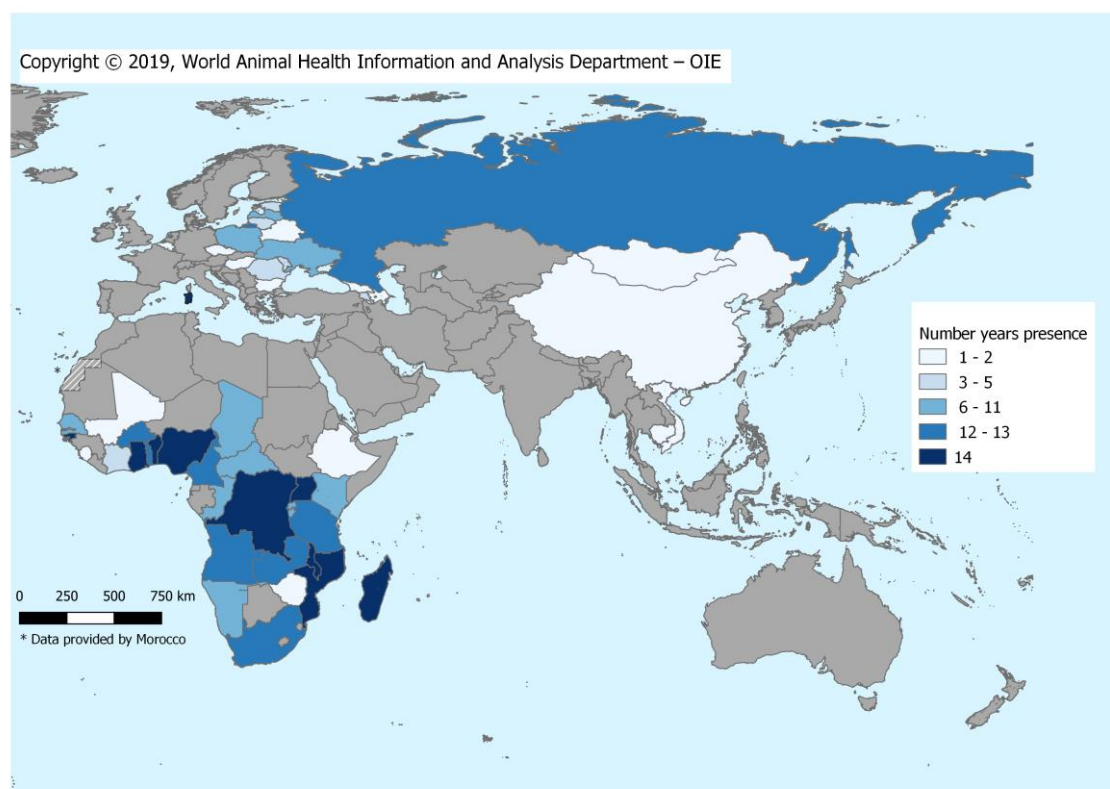 Copyright © 2019, World Animal Health Information and Analysis Department – OIE
Number years presence
1 - 2
3 - 5
6 - 11
12 - 13
14
0 250 500 750 km
* Data provided by Morocco
*